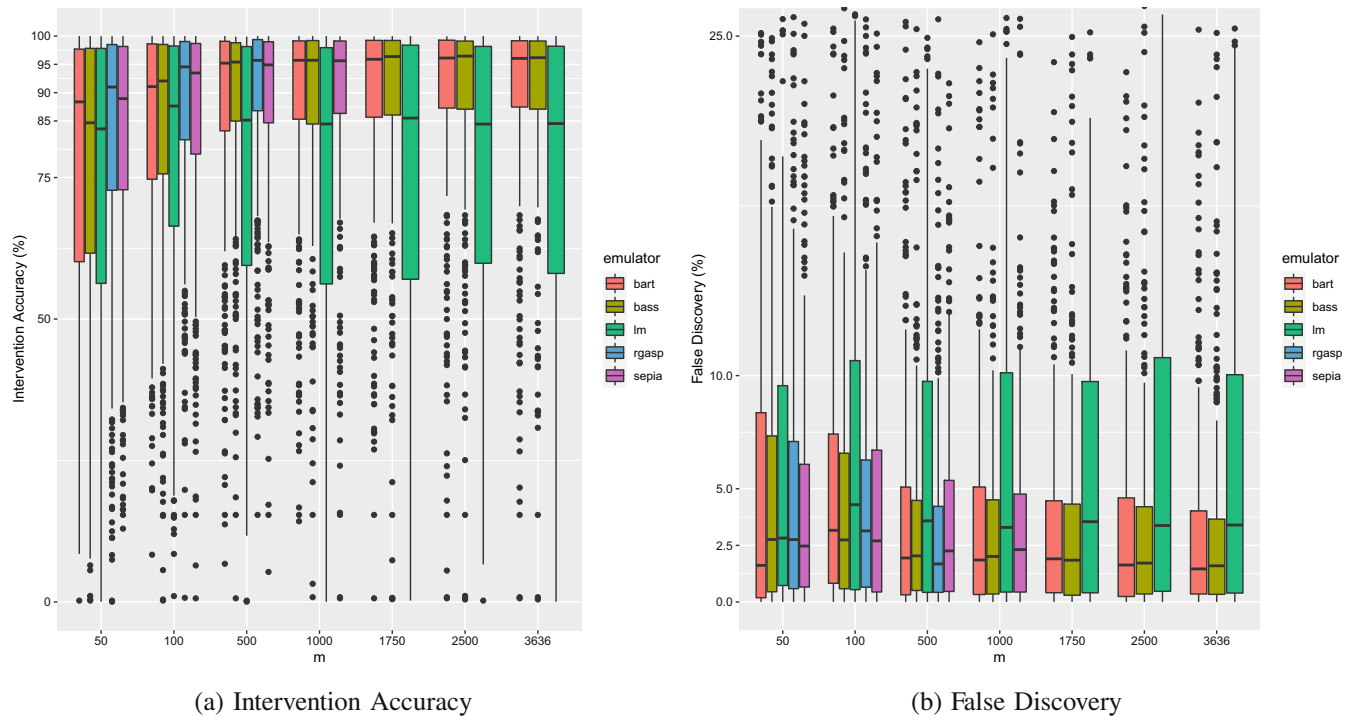 100
95
90
85
75
50
0
Intervention Accuracy (%)
50 100 500 1000 1750 2500 3636
m
emulator
bart
bass
lm
rgasp
sepia
(a) Intervention Accuracy
25.0
10.0
5.0
2.5
0.0
False Discovery (%)
50 100 500 1000 1750 2500 3636
m
emulator
bart
bass
lm
rgasp
sepia
(b) False Discovery